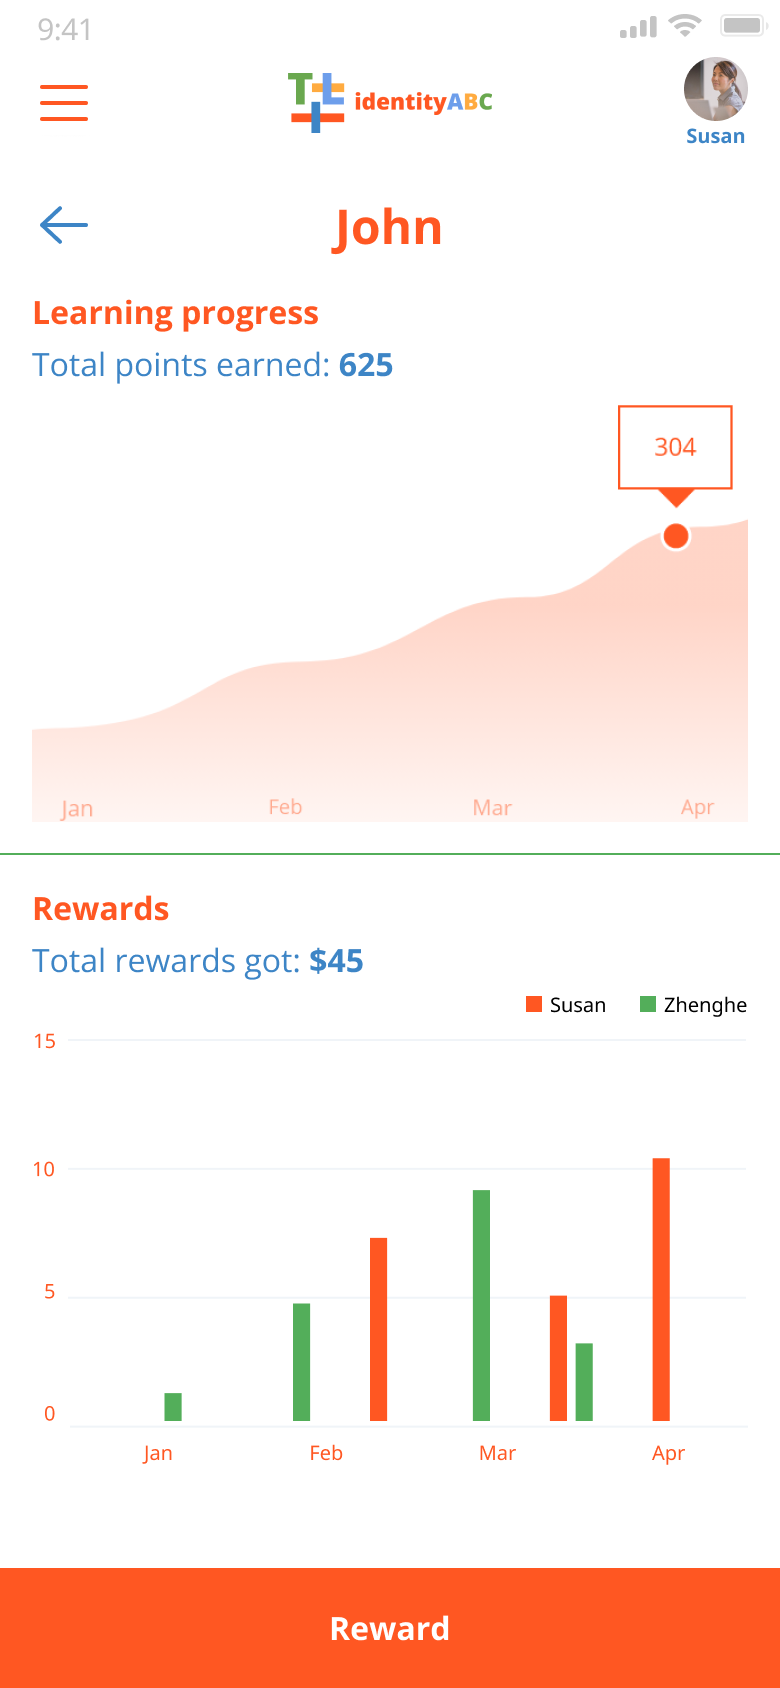 9:41
identityABC
Susan
John
Learning progress
Total points earned: 625
304
Jan Feb Mar Apr
Rewards
Total rewards got: $45
Susan Zhenghe
15
10
5
0
Jan Feb Mar Apr
Reward